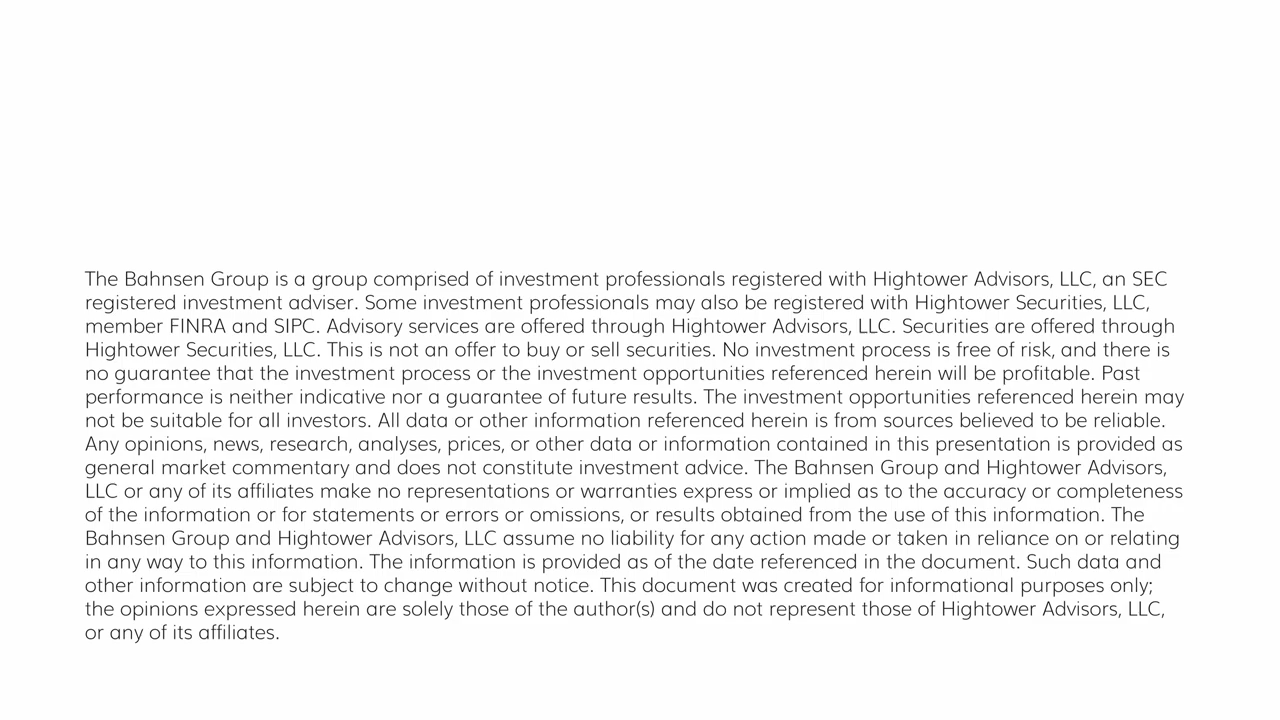 The Bahnsen Group is a group comprised of investment professionals registered with Hightower Advisors, LLC, an SEC
registered investment adviser. Some investment professionals may also be registered with Hightower Securities, LLC,
member FINRA and SIPC. Advisory services are offered through Hightower Advisors, LLC. Securities are offered through
Hightower Securities, LLC. This is not an offer to buy or sell securities. No investment process is free of risk, and there is
no guarantee that the investment process or the investment opportunities referenced herein will be profitable. Past
performance is neither indicative nor a guarantee of future results. The investment opportunities referenced herein may
not be suitable for all investors. All data or other information referenced herein is from sources believed to be reliable.
Any opinions, news, research, analyses, prices, or other data or information contained in this presentation is provided as
general market commentary and does not constitute investment advice. The Bahnsen Group and Hightower Advisors,
LLC or any of its affiliates make no representations or warranties express or implied as to the accuracy or completeness
of the information or for statements or errors or omissions, or results obtained from the use of this information. The
Bahnsen Group and Hightower Advisors, LLC assume no liability for any action made or taken in reliance on or relating
in any way to this information. The information is provided as of the date referenced in the document. Such data and
other information are subject to change without notice. This document was created for informational purposes only;
the opinions expressed herein are solely those of the author(s) and do not represent those of Hightower Advisors, LLC,
or any of its affiliates.